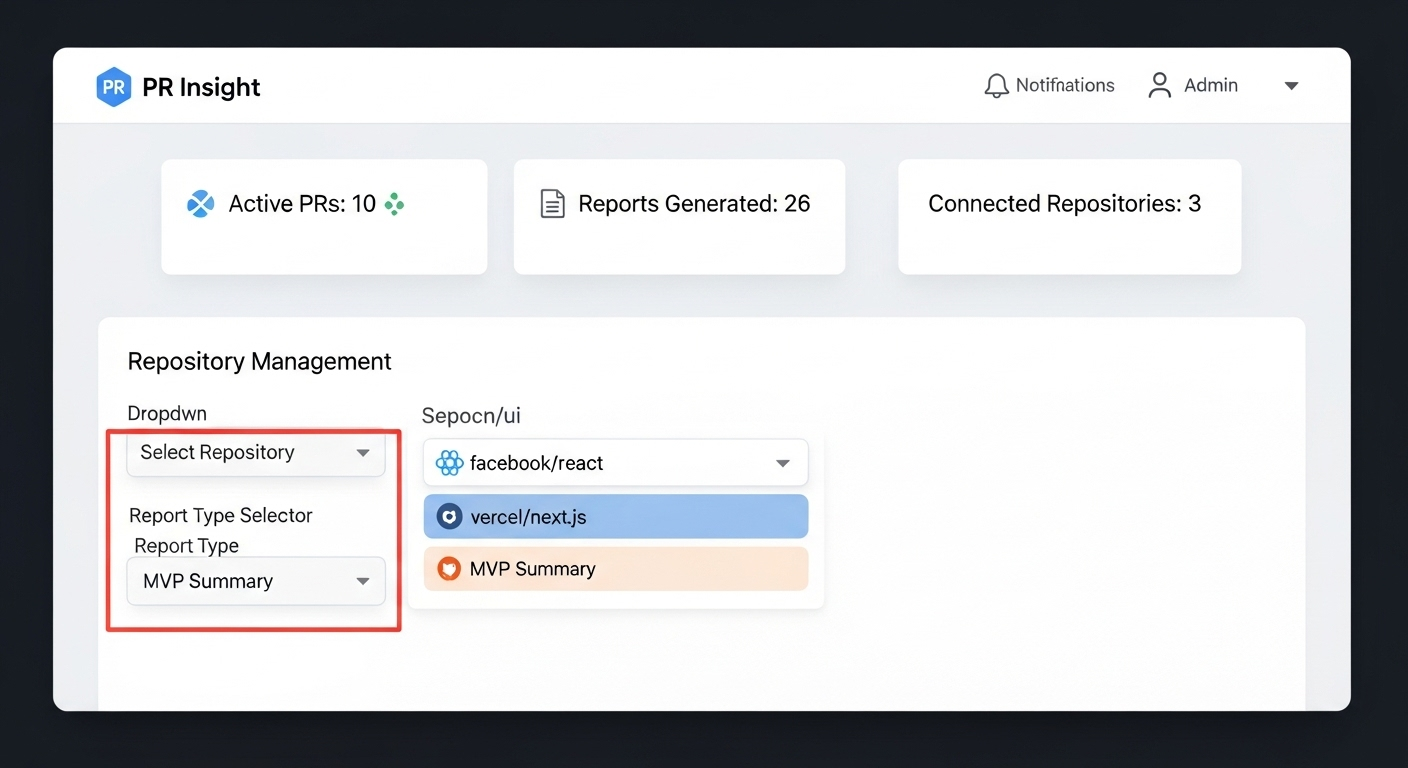 PR PR Insight
Notifnations Admin
Active PRs: 10
Reports Generated: 26
Connected Repositories: 3
Repository Management
Dropdwn
Select Repository
Report Type Selector
Report Type
MVP Summary
Sepocn/ui
facebook/react
vercel/next.js
MVP Summary